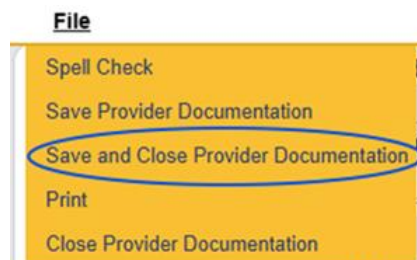 File
Spell Check
Save Provider Documentation
Save and Close Provider Documentation
Print
Close Provider Documentation